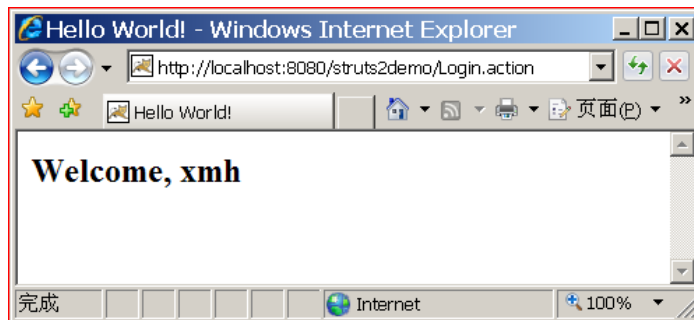 Hello World! - Windows Internet Explorer
http://localhost:8080/struts2demo/Login.action
Hello World!
页面(P)
Welcome, xmh
完成
Internet
100%